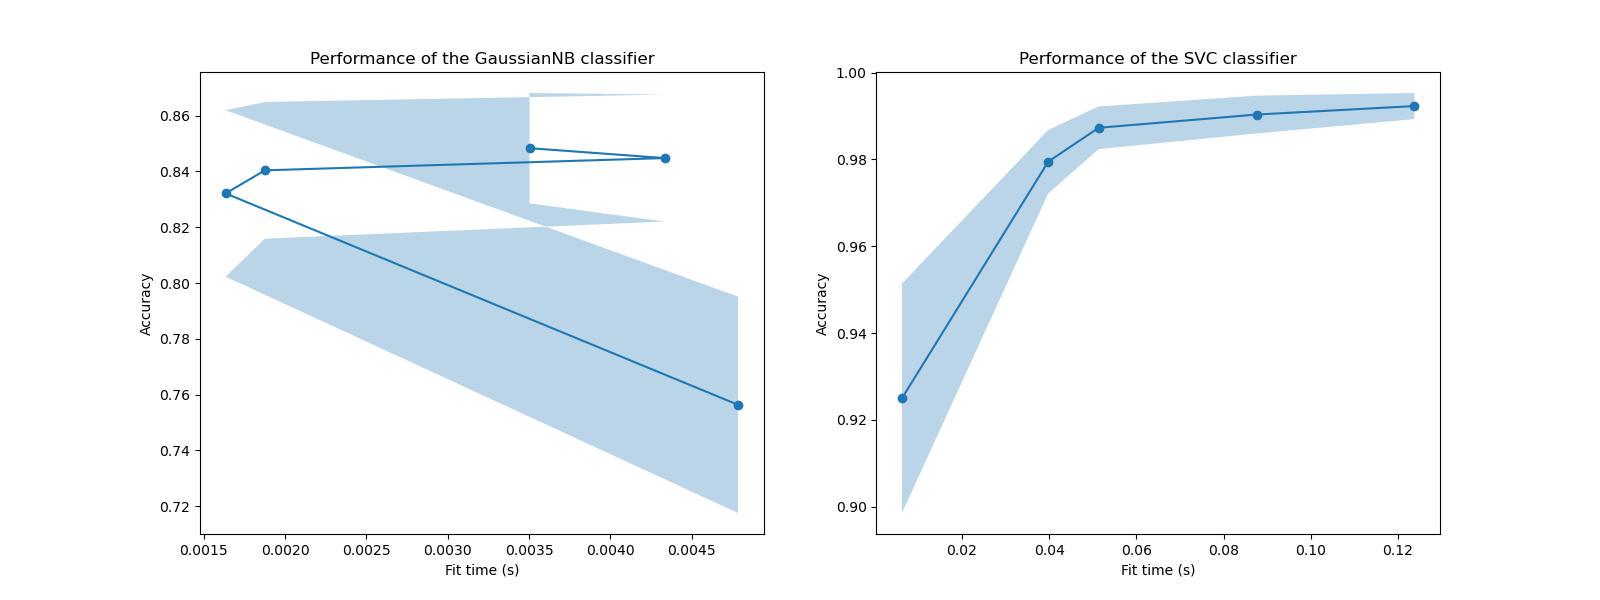 Performance of the GaussianNB classifier
Accuracy
0.86
0.84
0.82
0.80
0.78
0.76
0.74
0.72
0.0015 0.0020 0.0025 0.0030 0.0035 0.0040 0.0045
Fit time (s)
Performance of the SVC classifier
Accuracy
1.00
0.98
0.96
0.94
0.92
0.90
0.02 0.04 0.06 0.08 0.10 0.12
Fit time (s)